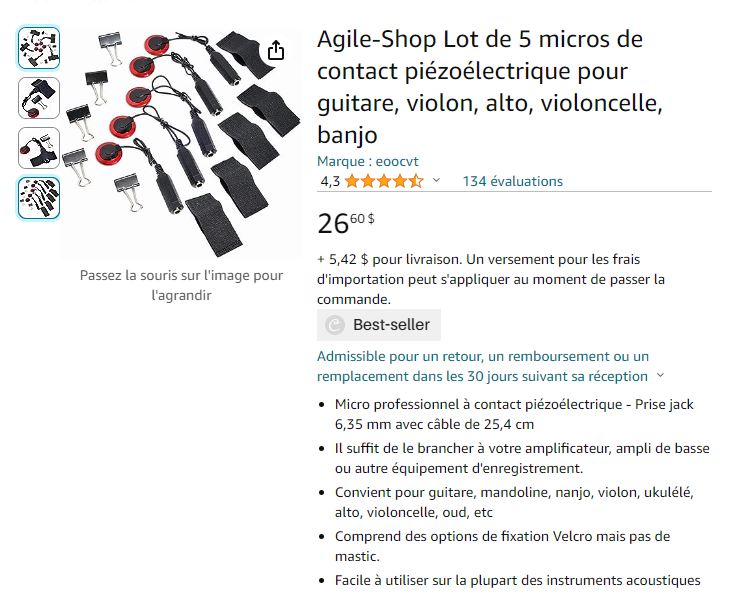 Agile-Shop Lot de 5 micros de
contact piézoélectrique pour
guitare, violon, alto, violoncelle,
banjo
Marque : eoocvt
4,3
134 évaluations
26 60 $
+ 5,42 $ pour livraison. Un versement pour les frais
d'importation peut s'appliquer au moment de passer la
commande.
Best-seller
Admissible pour un retour, un remboursement ou un
remplacement dans les 30 jours suivant sa réception
• Micro professionnel à contact piézoélectrique - Prise jack
6,35 mm avec câble de 25,4 cm
• Il suffit de le brancher à votre amplificateur, ampli de basse
ou autre équipement d'enregistrement.
• Convient pour guitare, mandoline, nanjo, violon, ukulélé,
alto, violoncelle, oud, etc
• Comprend des options de fixation Velcro mais pas de
mastic.
• Facile à utiliser sur la plupart des instruments acoustiques
Passez la souris sur l'image pour
l'agrandir